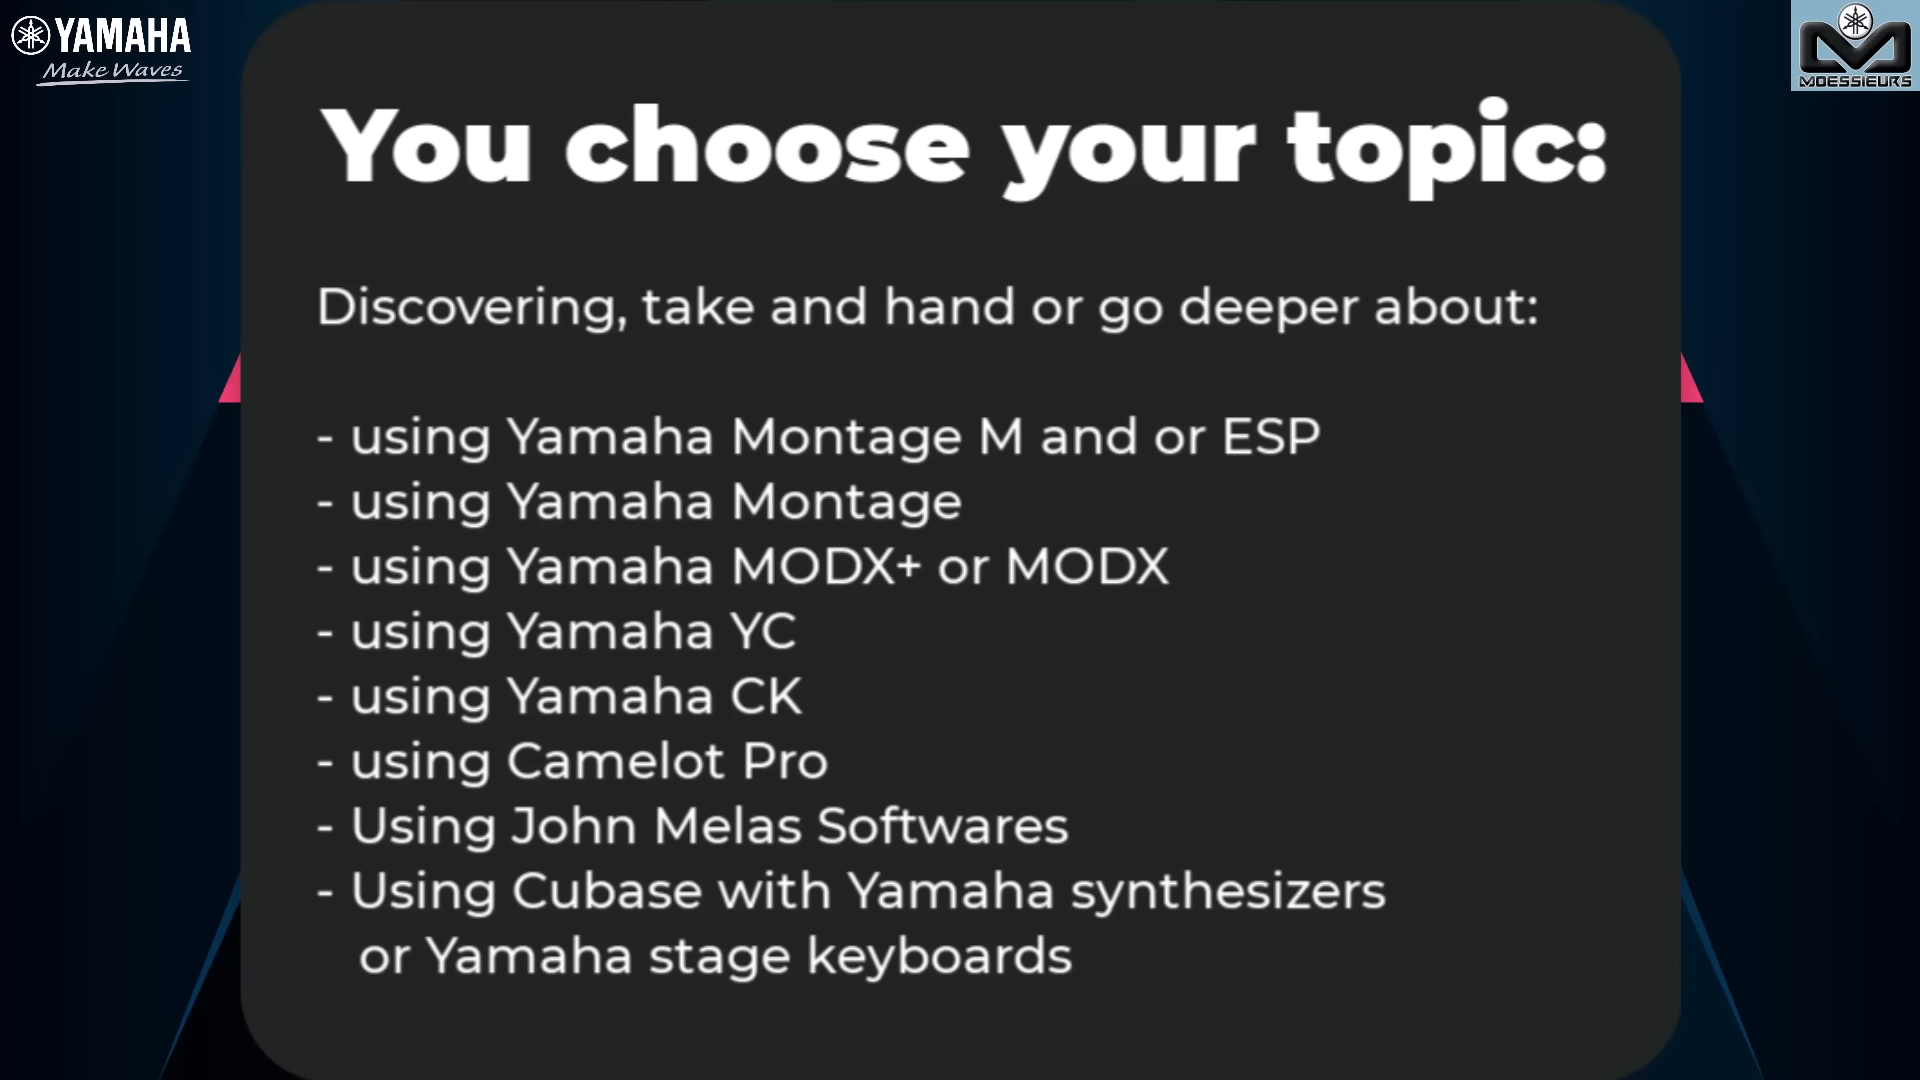 YAMAHA
Make Waves
MOESSIEURS
You choose your topic:
Discovering, take and hand or go deeper about:
- using Yamaha Montage M and or ESP
- using Yamaha Montage
- using Yamaha MODX+ or MODX
- using Yamaha YC
- using Yamaha CK
- using Camelot Pro
- Using John Melas Softwares
- Using Cubase with Yamaha synthesizers
or Yamaha stage keyboards